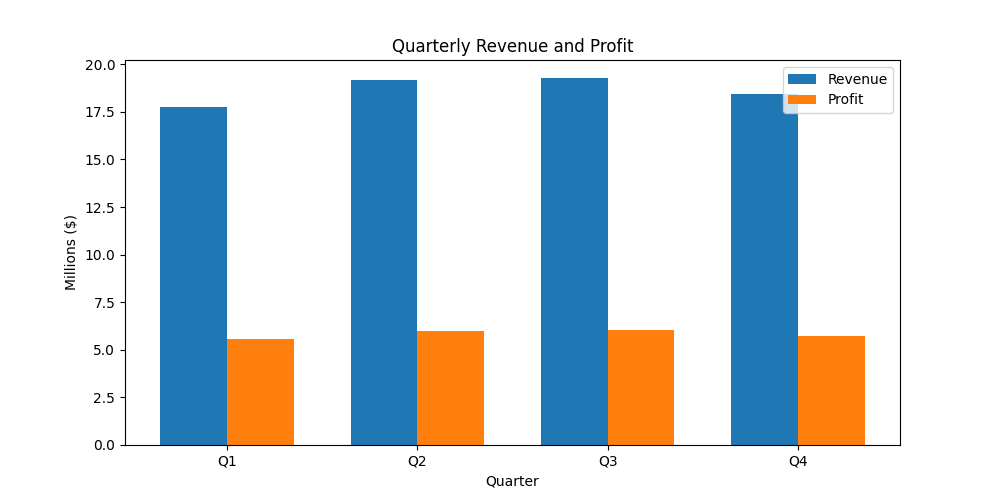 Quarterly Revenue and Profit
Revenue
Profit
20.0
17.5
15.0
12.5
10.0
7.5
5.0
2.5
0.0
Millions ($)
Q1 Q2 Q3 Q4
Quarter